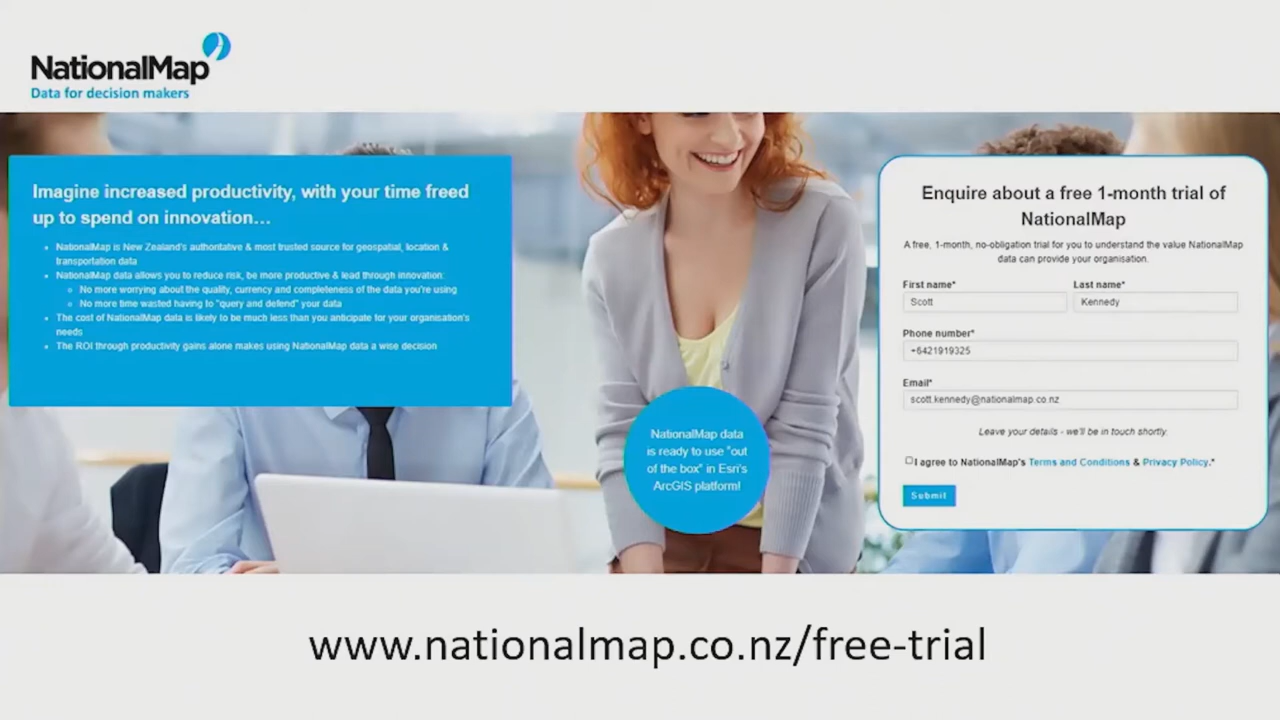 NationalMap
Data for decision makers
Imagine increased productivity, with your time freed
up to spend on innovation...
• NationalMap is New Zealand's authoritative & most trusted source for geospatial, location &
transportation data
• NationalMap data allows you to reduce risk, be more productive & lead through innovation:
No more worrying about the quality, currency and completeness of the data you're using
No more time wasted having to "query and defend" your data
• The cost of NationalMap data is likely to be much less than you anticipate for your organisation's
needs
• The ROI through productivity gains alone makes using NationalMap data a wise decision
NationalMap data
is ready to use "out
of the box" in Esri's
ArcGIS platform!
Enquire about a free 1-month trial of
NationalMap
A free, 1-month, no-obligation trial for you to understand the value NationalMap
data can provide your organisation.
First name* Last name*
Scott Kennedy
Phone number*
+6421919325
Email*
scott.kennedy@nationalmap.co.nz
Leave your details - we'll be in touch shortly.
I agree to NationalMap's Terms and Conditions & Privacy Policy.*
Submit
www.nationalmap.co.nz/free-trial